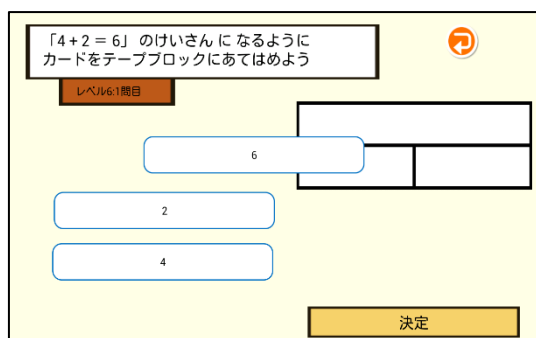 「4+2 = 6」 のけいさん に なるように
カードをテープブロックにあてはめよう
レベル6:1問目
6
2
4
決定